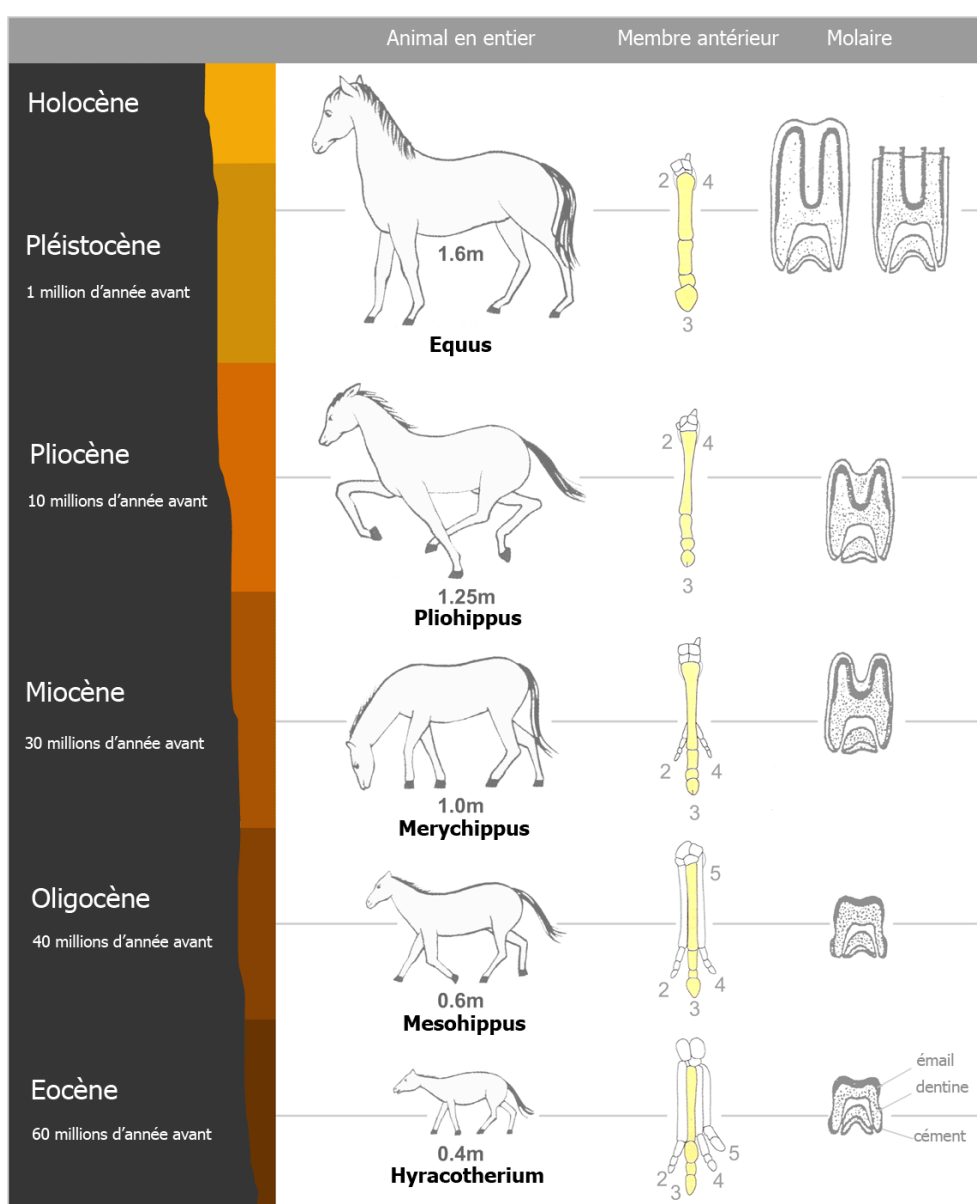 Animal en entier Membre antérieur Molaire
Holocène
2 4
Pléistocène
1.6m
1 million d’année avant
3
Equus
2 4
Pliocène
10 millions d’année avant
3
1.25m
Pliohippus
Miocène
30 millions d’année avant
2 4
1.0m
3
Merychippus
5
Oligocène
40 millions d’année avant
2 4
0.6m
3
Mesohippus
émail
Eocène
dentine
60 millions d’année avant
cément
0.4m
5
2 4
Hyracotherium
3